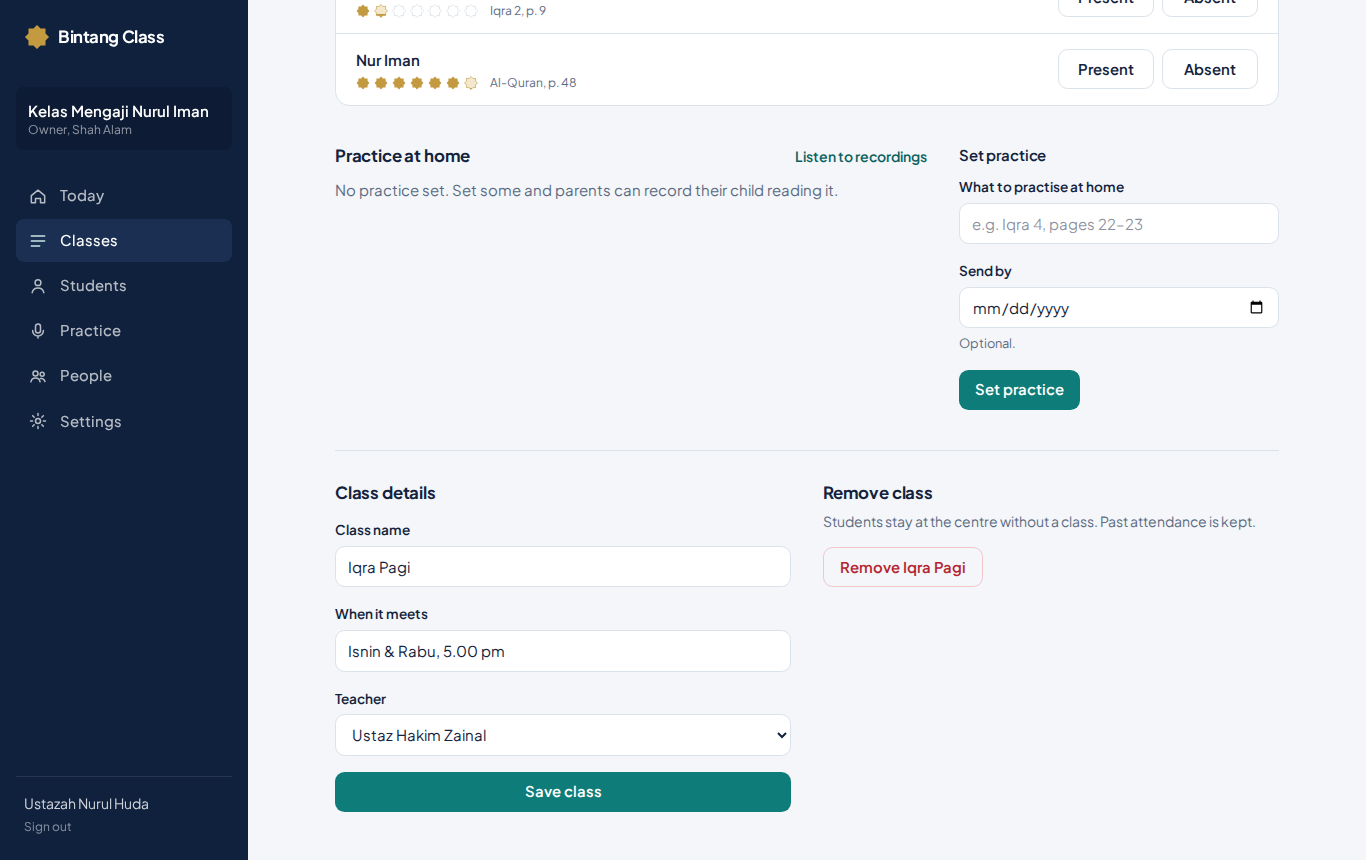 Bintang Class
Kelas Mengaji Nurul Iman
Owner, Shah Alam
Today
Classes
Students
Practice
People
Settings
Ustazah Nurul Huda
Sign out
Iqra 2, p. 9
Present Absent
Nur Iman
Al-Quran, p. 48
Present Absent
Practice at home
Listen to recordings
No practice set. Set some and parents can record their child reading it.
Set practice
What to practise at home
e.g. Iqra 4, pages 22–23
Send by
mm/dd/yyyy
Optional.
Set practice
Class details
Class name
Iqra Pagi
When it meets
Isnin & Rabu, 5.00 pm
Teacher
Ustaz Hakim Zainal
Save class
Remove class
Students stay at the centre without a class. Past attendance is kept.
Remove Iqra Pagi